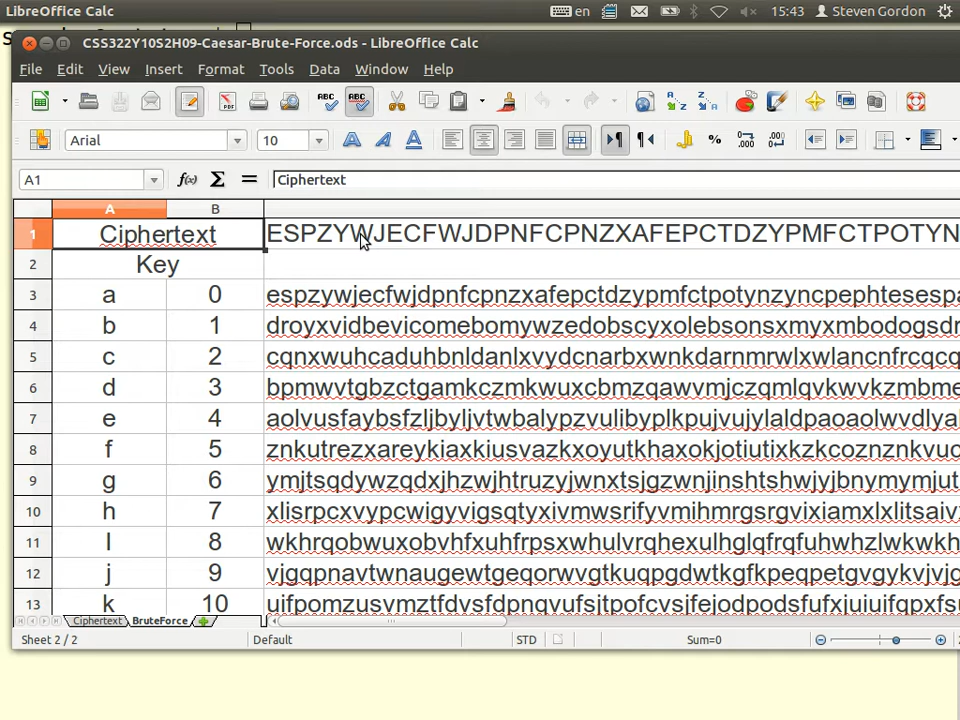 LibreOffice Calc
en
15:43
Steven Gordon
CSS322Y10S2H09-Caesar-Brute-Force.ods - LibreOffice Calc
File Edit View Insert Format Tools Data Window Help
Arial 10
A1 Ciphertext
A B
1 Ciphertext ESPZYWJECFWJDPNFCPNZXAFEPCTDZYPMFCTPOTYN
2 Key
3 a 0 espzywjecfwjdpnfcpnzxafepctdzypmfctpotynzyncpephtesesp
4 b 1 droyxvidbevicomebomywzedobscyxolebsonsxmyxmbodogsdr
5 c 2 cqnxwuhcaduhbnldanlxvydcnarbxwnkdarnmrwlxwlancnfrcqcq
6 d 3 bpmwvtgbzctgamkczmkwuxcbmzqawvmjczqmlqvkwvkzmbme
7 e 4 aolvusfaybsfzljbyljvtwbalypzvulibyplkpujvujylaldpaoaolwvdlya
8 f 5 znkutrezxareykiaxkiusvazkxoyutkhaxokjotiutixkzkcoznznkvuc
9 g 6 ymjtsqdywzqdxjhzwjhtruzyjwnxtsjgzwnjinshtshwjyjbnymymjut
10 h 7 xlisrpcxvypcwigyvigsqtyxivmwsrifyvmihmrgsrgvixiamxlxlitsaiv
11 I 8 wkhrqobwuxobvhfxuhfrpsxwhulvrqhexulhglqfrqfuhwhzlwkwkh
12 j 9 vjgqpnavtwnaugewtgeqorwvgtkuqpgdwtkgfkpeqpetgvgykvjvjg
13 k 10 uifpomzusvmztfdvsfdpnqvufsjtpofcvsjfejodpodsfufxjuiuifqpxfsu
Ciphertext BruteForce
Sheet 2 / 2 Default STD Sum=0